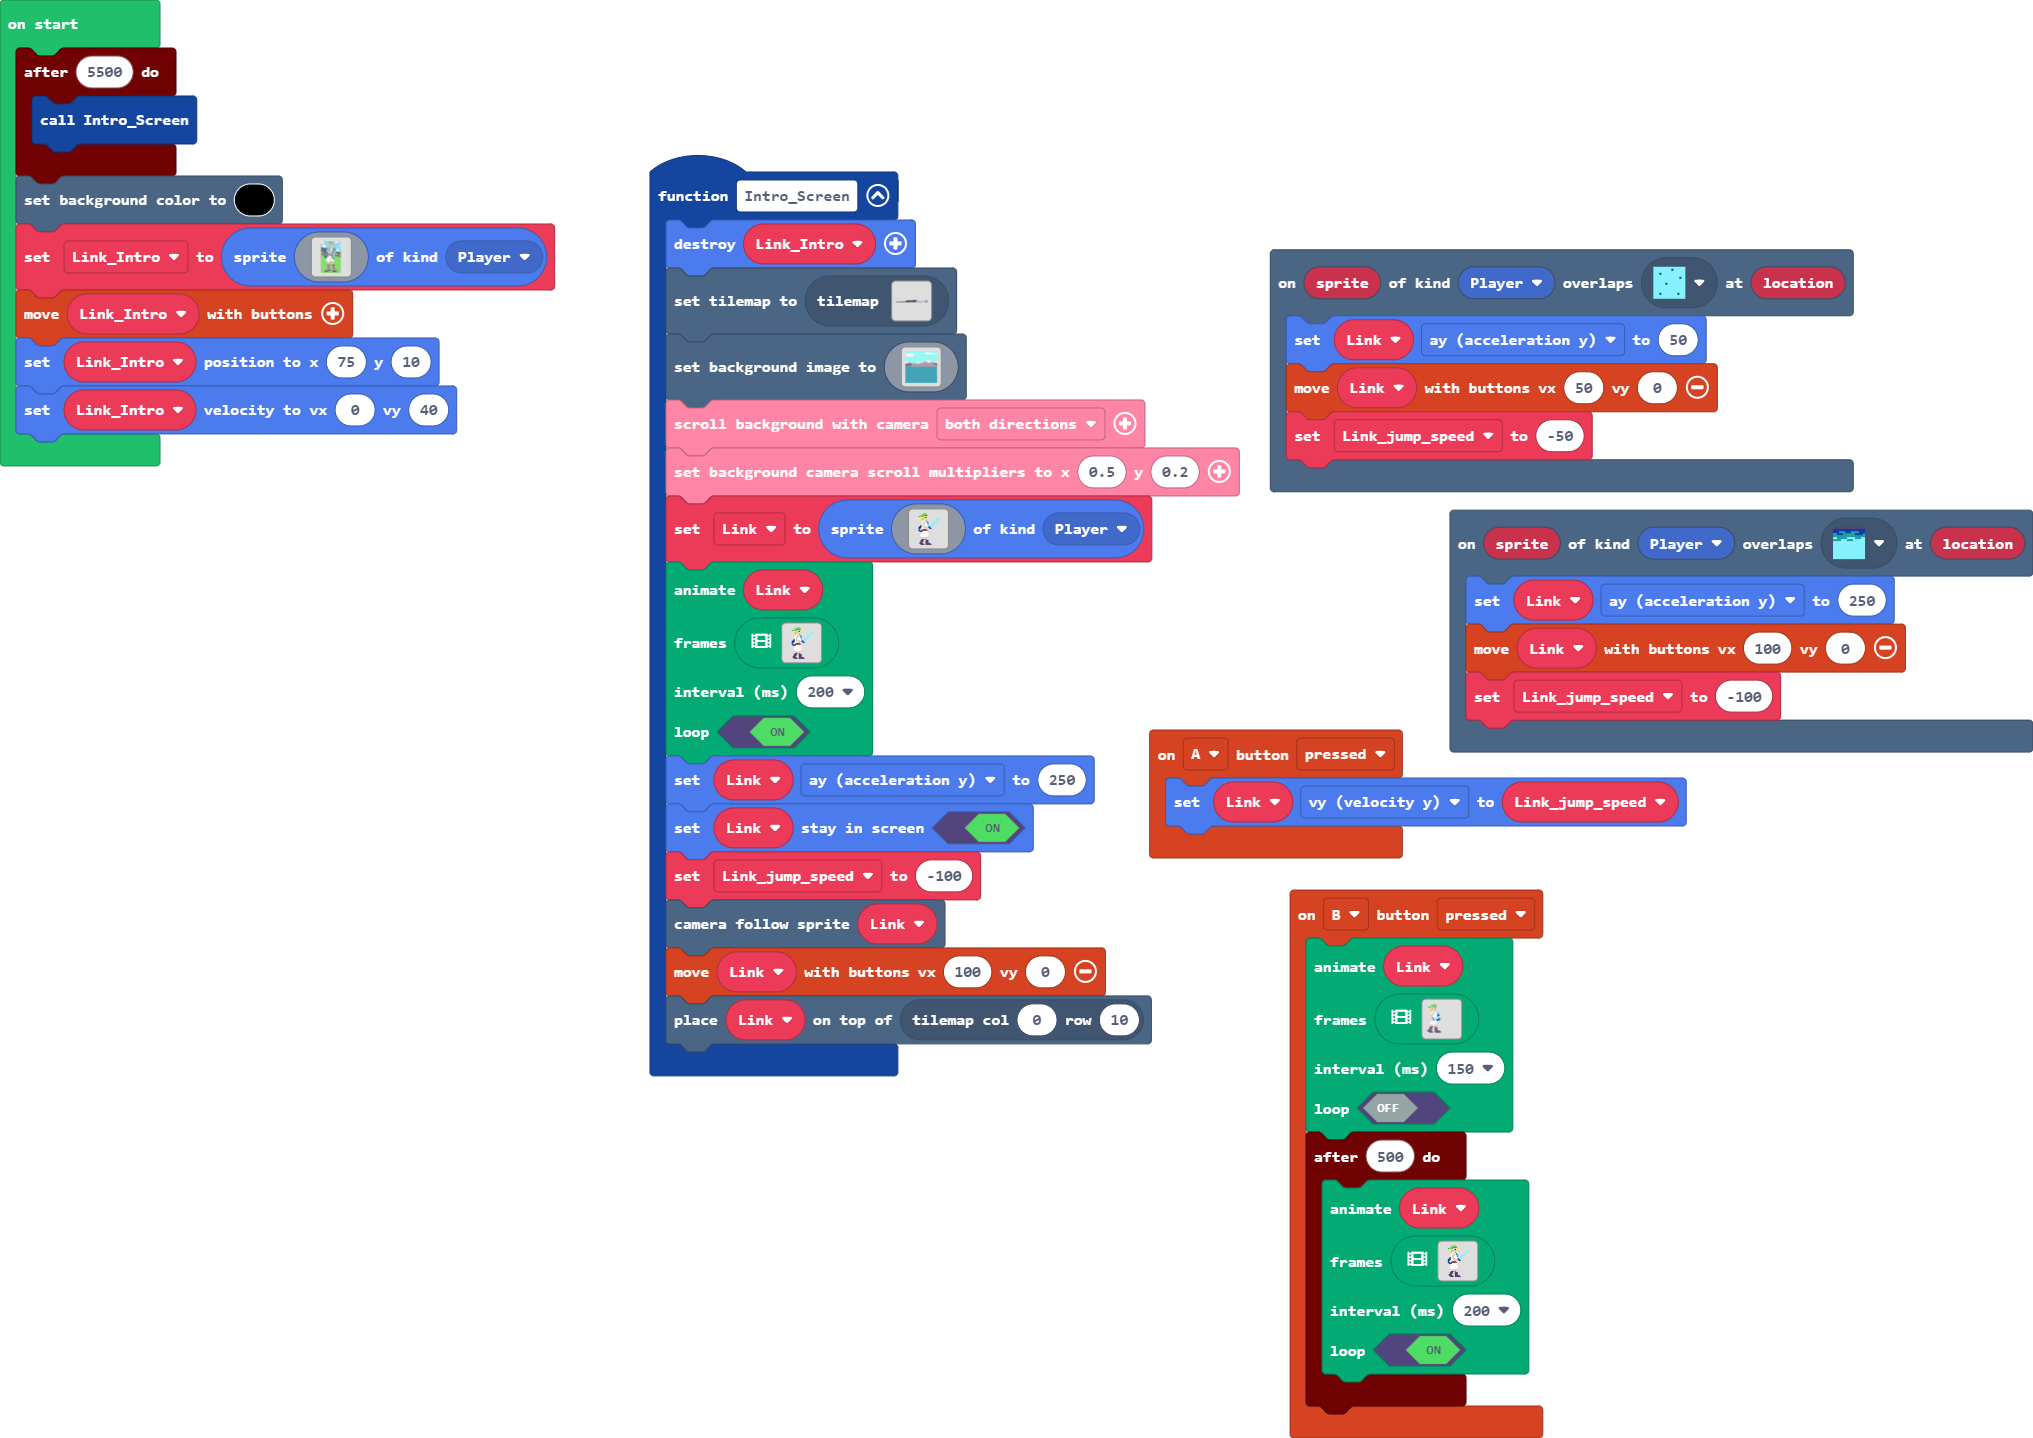 on start
after 5500 do
call Intro_Screen
set background color to
set Link_Intro to sprite of kind Player
move Link_Intro with buttons
set Link_Intro position to x 75 y 10
set Link_Intro velocity to vx 0 vy 40
function Intro_Screen
destroy Link_Intro
set tilemap to tilemap
set background image to
scroll background with camera both directions
set background camera scroll multipliers to x 0.5 y 0.2
set Link to sprite of kind Player
animate Link
frames
interval (ms) 200
loop ON
set Link ay (acceleration y) to 250
set Link stay in screen ON
set Link_jump_speed to -100
camera follow sprite Link
move Link with buttons vx 100 vy 0
place Link on top of tilemap col 0 row 10
on sprite of kind Player overlaps at location
set Link ay (acceleration y) to 50
move Link with buttons vx 50 vy 0
set Link_jump_speed to -50
on sprite of kind Player overlaps at location
set Link ay (acceleration y) to 250
move Link with buttons vx 100 vy 0
set Link_jump_speed to -100
on A button pressed
set Link vy (velocity y) to Link_jump_speed
on B button pressed
animate Link
frames
interval (ms) 150
loop OFF
after 500 do
animate Link
frames
interval (ms) 200
loop ON